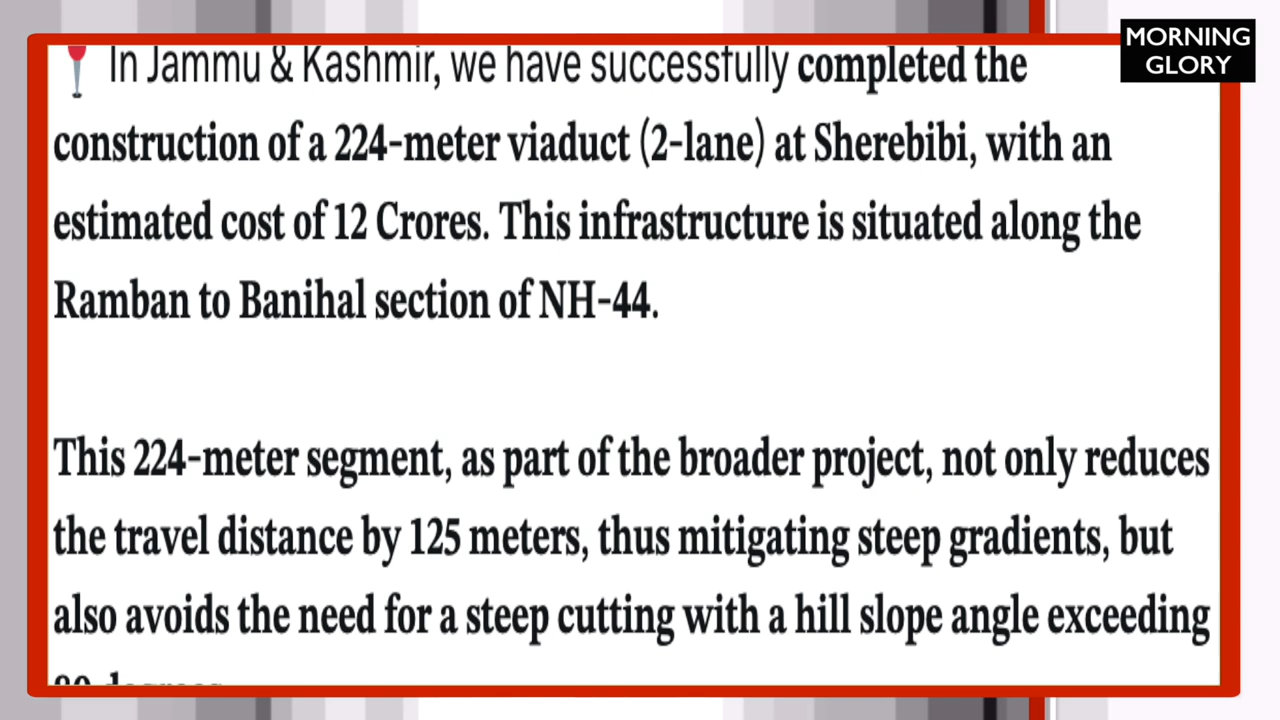 MORNING
GLORY
In Jammu & Kashmir, we have successfully completed the
construction of a 224-meter viaduct (2-lane) at Sherebibi, with an
estimated cost of 12 Crores. This infrastructure is situated along the
Ramban to Banihal section of NH-44.
This 224-meter segment, as part of the broader project, not only reduces
the travel distance by 125 meters, thus mitigating steep gradients, but
also avoids the need for a steep cutting with a hill slope angle exceeding
degrees